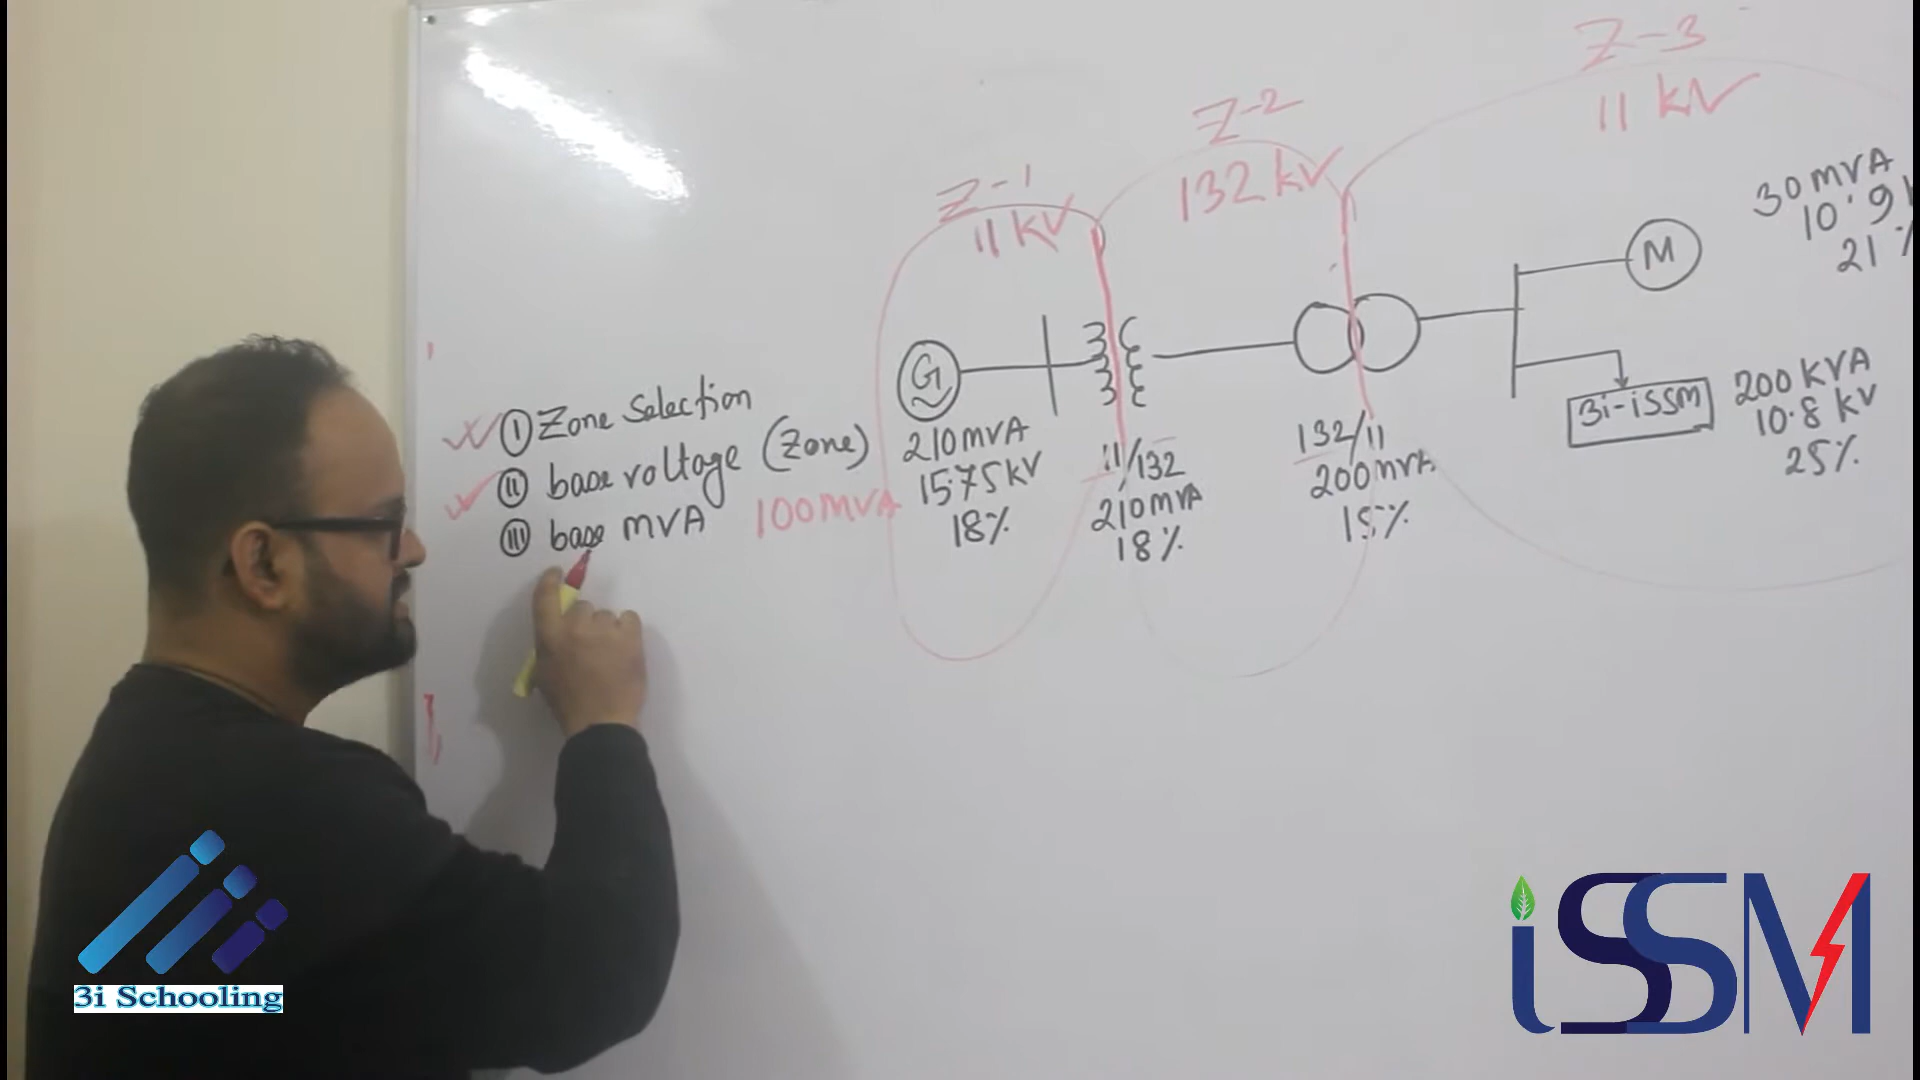 Z-3
11 kV
Z-2
132 kV
Z-1
11 kV
30 MVA
10.9
21 %
M
G
① Zone Selection
② base voltage (Zone)
③ base MVA
100 MVA
210 MVA
15.75 kV
18%
11/132
210 MVA
18%
132/11
200 MVA
15%
3i-iSSM
200 KVA
10.8 kV
25%
3i Schooling
iSSM